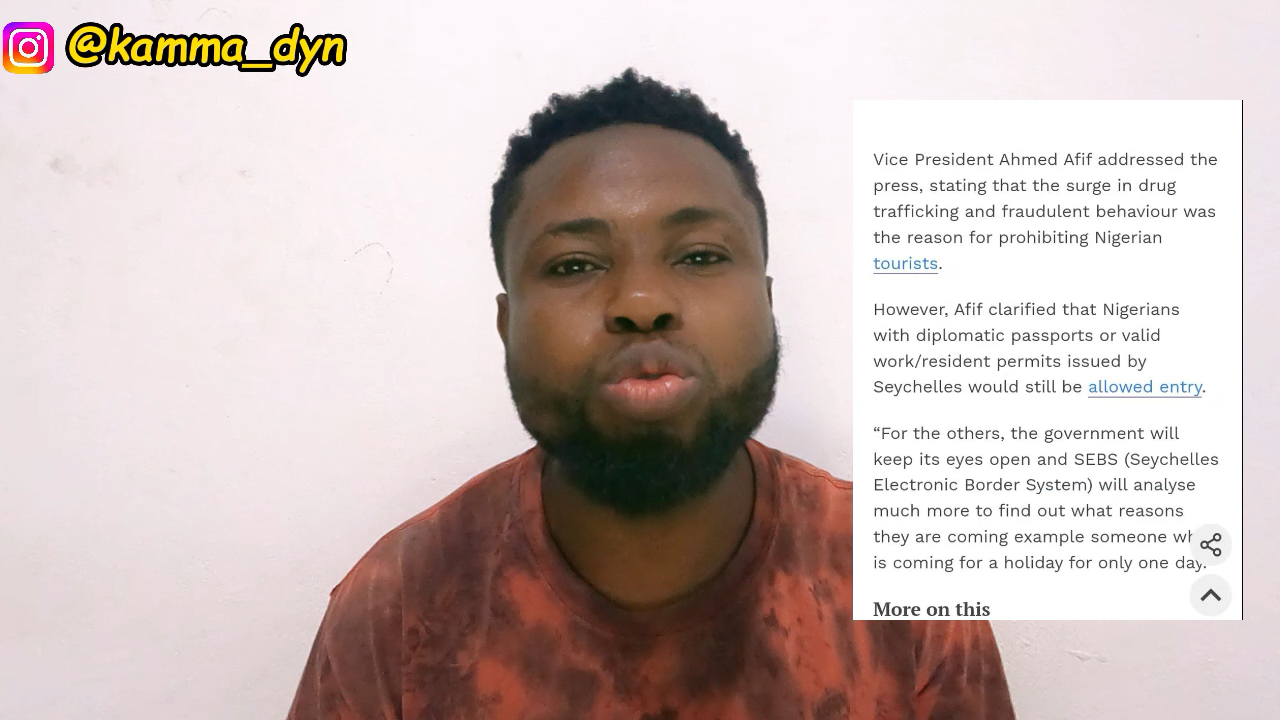 @kamma_dyn
Vice President Ahmed Afif addressed the
press, stating that the surge in drug
trafficking and fraudulent behaviour was
the reason for prohibiting Nigerian
tourists.
However, Afif clarified that Nigerians
with diplomatic passports or valid
work/resident permits issued by
Seychelles would still be allowed entry.
“For the others, the government will
keep its eyes open and SEBS (Seychelles
Electronic Border System) will analyse
much more to find out what reasons
they are coming example someone
is coming for a holiday for only one day.
More on this